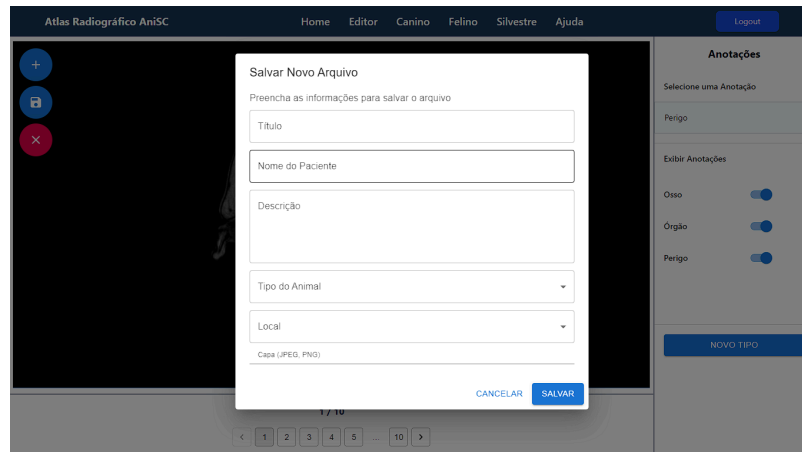 Atlas Radiográfico AniSC Home Editor Canino Felino Silvestre Ajuda Logout
Salvar Novo Arquivo
Preencha as informações para salvar o arquivo
Título
Nome do Paciente
Descrição
Tipo do Animal
Local
Capa (JPEG, PNG)
CANCELAR SALVAR
Anotações
Selecione uma Anotação
Perigo
Exibir Anotações
Osso
Órgão
Perigo
NOVO TIPO
1 / 10
< 1 2 3 4 5 ... 10 >